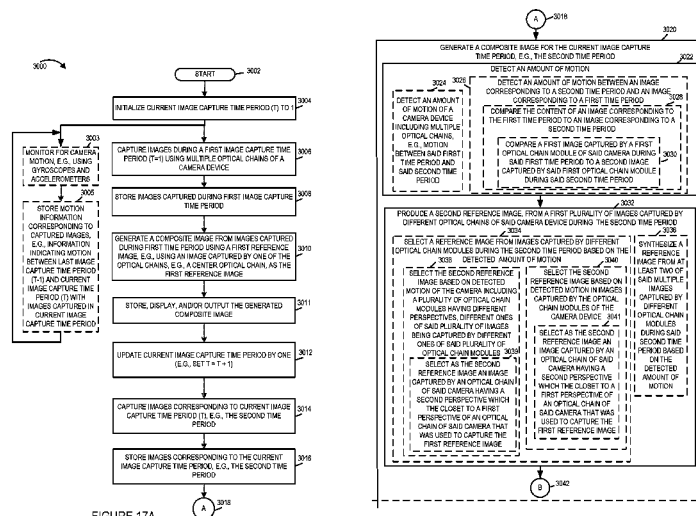 3000
START
3002
INITIALIZE CURRENT IMAGE CAPTURE TIME PERIOD (T) TO 1
3004
3003
MONITOR FOR CAMERA
MOTION, E.G., USING
GYROSCOPES AND
ACCELEROMETERS
3005
STORE MOTION
INFORMATION
CORRESPONDING TO
CAPTURED IMAGES,
E.G., INFORMATION
INDICATING MOTION
BETWEEN LAST IMAGE
CAPTURE TIME PERIOD
(T-1) AND CURRENT
IMAGE CAPTURE TIME
PERIOD (T) WITH
IMAGES CAPTURED IN
CURRENT IMAGE
CAPTURE TIME PERIOD
CAPTURE IMAGES DURING A FIRST IMAGE CAPTURE TIME
PERIOD (T=1) USING MULTIPLE OPTICAL CHAINS OF A
CAMERA DEVICE
3006
STORE IMAGES CAPTURED DURING FIRST IMAGE CAPTURE
TIME PERIOD
3008
GENERATE A COMPOSITE IMAGE FROM IMAGES CAPTURED
DURING FIRST TIME PERIOD USING A FIRST REFERENCE
IMAGE, E.G., USING AN IMAGE CAPTURED BY ONE OF THE
OPTICAL CHAINS, E.G., A CENTER OPTICAL CHAIN, AS THE
FIRST REFERENCE IMAGE
3010
STORE, DISPLAY, AND/OR OUTPUT THE GENERATED
COMPOSITE IMAGE
3011
UPDATE CURRENT IMAGE CAPTURE TIME PERIOD BY ONE
(E.G., SET T = T + 1)
3012
CAPTURE IMAGES CORRESPONDING TO CURRENT IMAGE
CAPTURE TIME PERIOD (T), E.G., THE SECOND TIME
PERIOD
3014
STORE IMAGES CORRESPONDING TO THE CURRENT IMAGE
CAPTURE TIME PERIOD, E.G., THE SECOND TIME PERIOD
3016
A
3018
FIGURE 17A
A
3018
3020
GENERATE A COMPOSITE IMAGE FOR THE CURRENT IMAGE CAPTURE
TIME PERIOD, E.G., THE SECOND TIME PERIOD
3022
DETECT AN AMOUNT OF MOTION
3024
DETECT AN AMOUNT
OF MOTION OF A
CAMERA DEVICE
INCLUDING MULTIPLE
OPTICAL CHAINS,
E.G., MOTION
BETWEEN SAID FIRST
TIME PERIOD AND
SAID SECOND TIME
PERIOD
3026
DETECT AN AMOUNT OF MOTION BETWEEN AN IMAGE
CORRESPONDING TO A SECOND TIME PERIOD AND AN IMAGE
CORRESPONDING TO A FIRST TIME PERIOD
3028
COMPARE THE CONTENT OF AN IMAGE CORRESPONDING TO
THE FIRST TIME PERIOD TO AN IMAGE CORRESPONDING TO A
SECOND TIME PERIOD
3030
COMPARE A FIRST IMAGE CAPTURED BY A FIRST
OPTICAL CHAIN MODULE OF SAID CAMERA DURING
SAID FIRST TIME PERIOD TO A SECOND IMAGE
CAPTURED BY SAID FIRST OPTICAL CHAIN MODULE
DURING SAID SECOND TIME PERIOD
3032
PRODUCE A SECOND REFERENCE IMAGE, FROM A FIRST PLURALITY OF IMAGES CAPTURED BY
DIFFERENT OPTICAL CHAINS OF SAID CAMERA DEVICE DURING THE SECOND TIME PERIOD
3034
SELECT A REFERENCE IMAGE FROM IMAGES CAPTURED BY DIFFERENT
OPTICAL CHAIN MODULES DURING THE SECOND TIME PERIOD BASED ON THE
DETECTED AMOUNT OF MOTION
SELECT THE SECOND
REFERENCE IMAGE BASED ON
DETECTED MOTION OF THE
CAMERA INCLUDING
A PLURALITY OF OPTICAL CHAIN
MODULES HAVING DIFFERENT
PERSPECTIVES, DIFFERENT ONES
OF SAID PLURALITY OF IMAGES
BEING CAPTURED BY DIFFERENT
ONES OF SAID PLURALITY OF
OPTICAL CHAIN MODULES
3039
SELECT AS THE SECOND
REFERENCE IMAGE AN IMAGE
CAPTURED BY AN OPTICAL CHAIN
OF SAID CAMERA HAVING A
SECOND PERSPECTIVE WHICH
THE CLOSET TO A FIRST
PERSPECTIVE OF AN OPTICAL
CHAIN OF SAID CAMERA THAT
WAS USED TO CAPTURE THE
FIRST REFERENCE IMAGE
3040
SELECT THE SECOND
REFERENCE IMAGE BASED ON
DETECTED MOTION IN IMAGES
CAPTURED BY THE OPTICAL
CHAIN MODULES OF THE
CAMERA DEVICE
3041
SELECT AS THE SECOND
REFERENCE IMAGE AN
IMAGE CAPTURED BY AN
OPTICAL CHAIN OF SAID
CAMERA HAVING A
SECOND PERSPECTIVE
WHICH THE CLOSET TO A
FIRST PERSPECTIVE OF
AN OPTICAL CHAIN OF
SAID CAMERA THAT WAS
USED TO CAPTURE THE
FIRST REFERENCE IMAGE
SYNTHESIZE A
REFERENCE
IMAGE FROM AT
LEAST TWO OF
SAID MULTIPLE
IMAGES
CAPTURED BY
DIFFERENT
OPTICAL CHAIN
MODULES
DURING SAID
SECOND TIME
PERIOD BASED
ON THE
DETECTED
AMOUNT OF
MOTION
B
3042